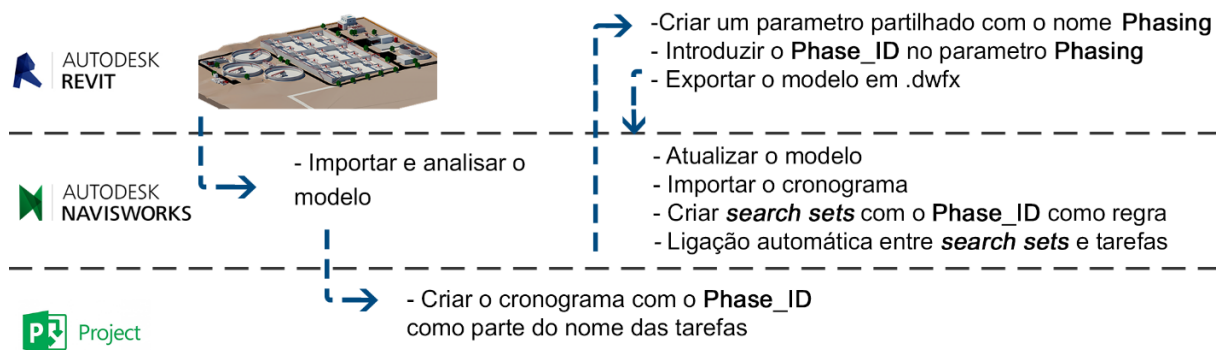 AUTODESK
REVIT
-Criar um parametro partilhado com o nome Phasing
- Introduzir o Phase_ID no parametro Phasing
- Exportar o modelo em .dwfx
AUTODESK
NAVISWORKS
- Importar e analisar o
modelo
- Atualizar o modelo
- Importar o cronograma
- Criar search sets com o Phase_ID como regra
- Ligação automática entre search sets e tarefas
P
Project
- Criar o cronograma com o Phase_ID
como parte do nome das tarefas